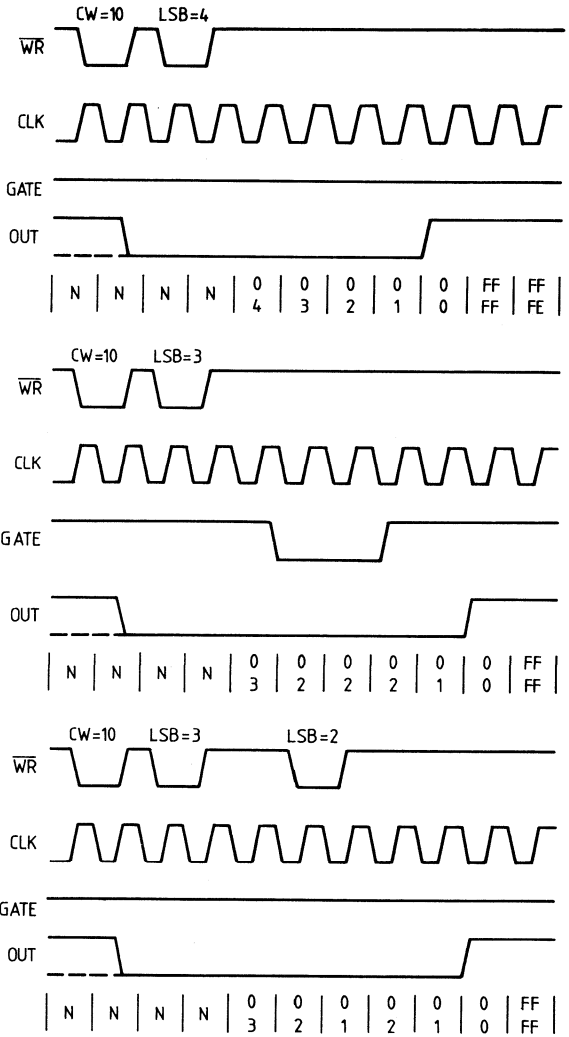 CW=10 LSB=4
WR
CLK
GATE
OUT
N N N N 0 0 0 0 0 FF FF
4 3 2 1 0 FF FE
CW=10 LSB=3
WR
CLK
GATE
OUT
N N N N 0 0 0 0 0 0 FF
3 2 2 2 1 0 FF
CW=10 LSB=3 LSB=2
WR
CLK
GATE
OUT
N N N N 0 0 0 0 0 0 FF
3 2 1 2 1 0 FF